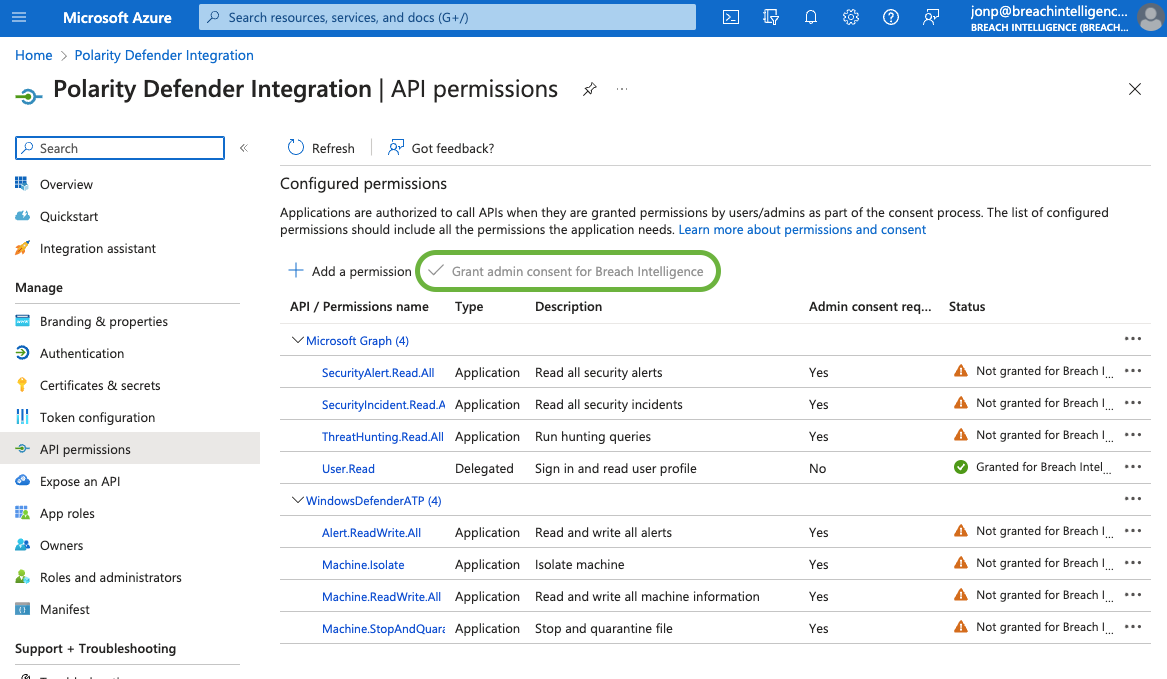 Microsoft Azure
Search resources, services, and docs (G+/)
jonp@breachintelligenc...
BREACH INTELLIGENCE (BREACH...
Home > Polarity Defender Integration
Polarity Defender Integration | API permissions
Search
Overview
Quickstart
Integration assistant
Manage
Branding & properties
Authentication
Certificates & secrets
Token configuration
API permissions
Expose an API
App roles
Owners
Roles and administrators
Manifest
Support + Troubleshooting
Refresh
Got feedback?
Configured permissions
Applications are authorized to call APIs when they are granted permissions by users/admins as part of the consent process. The list of configured
permissions should include all the permissions the application needs. Learn more about permissions and consent
Add a permission Grant admin consent for Breach Intelligence
API / Permissions name Type Description Admin consent req... Status
Microsoft Graph (4)
SecurityAlert.Read.All Application Read all security alerts Yes Not granted for Breach I...
SecurityIncident.Read.A Application Read all security incidents Yes Not granted for Breach I...
ThreatHunting.Read.All Application Run hunting queries Yes Not granted for Breach I...
User.Read Delegated Sign in and read user profile No Granted for Breach Intel...
WindowsDefenderATP (4)
Alert.ReadWrite.All Application Read and write all alerts Yes Not granted for Breach I...
Machine.Isolate Application Isolate machine Yes Not granted for Breach I...
Machine.ReadWrite.All Application Read and write all machine information Yes Not granted for Breach I...
Machine.StopAndQuara Application Stop and quarantine file Yes Not granted for Breach I...